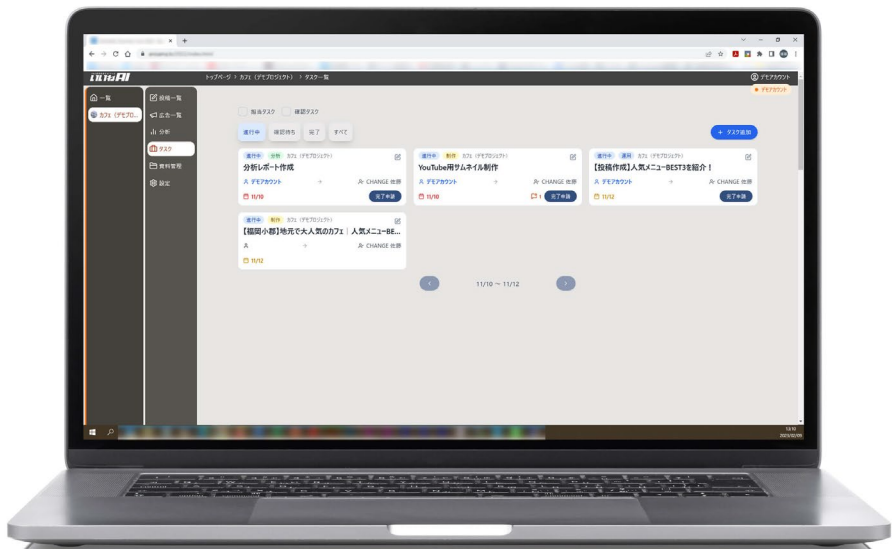 いいねAI
トップページ > カフェ (デモプロジェクト) > タスク一覧
デモアカウント
デモアカウント
一覧
カフェ (デモプロ...
投稿一覧
広告一覧
分析
タスク
資料管理
設定
担当タスク 確認タスク
進行中 確認待ち 完了 すべて
+ タスク追加
進行中 分析 カフェ (デモプロジェクト)
分析レポート作成
デモアカウント → CHANGE 佐藤
11/10 完了申請
進行中 制作 カフェ (デモプロジェクト)
YouTube用サムネイル制作
デモアカウント → CHANGE 佐藤
11/10 1 完了申請
進行中 運用 カフェ (デモプロジェクト)
【投稿作成】人気メニューBEST3を紹介！
デモアカウント → CHANGE 佐藤
11/12 完了申請
進行中 制作 カフェ (デモプロジェクト)
【福岡小郡】地元で大人気のカフェ｜人気メニューBE...
→ CHANGE 佐藤
11/12
11/10 ～ 11/12
13:10